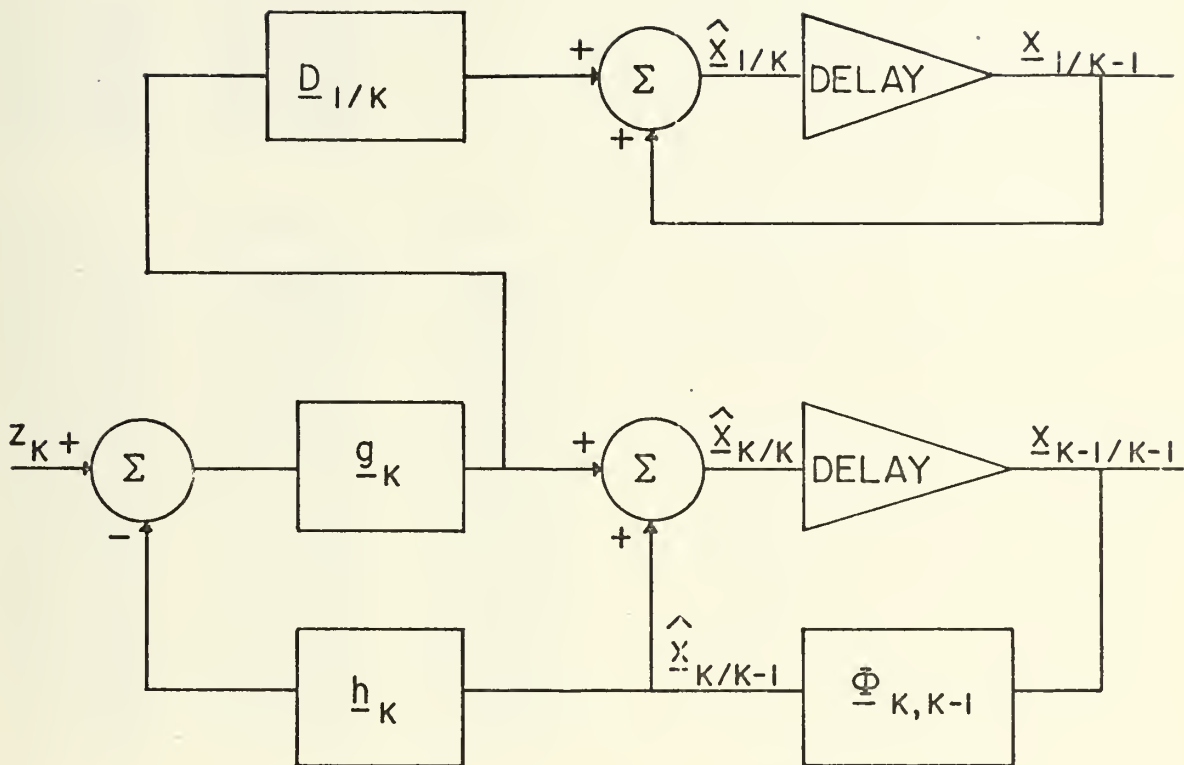 D 1/K
+
Σ
+
X̂ 1/K
DELAY
X 1/K-1
z K +
Σ
-
g K
+
Σ
+
X̂ K/K
DELAY
X K-1/K-1
h K
X̂ K/K-1
Φ K,K-1